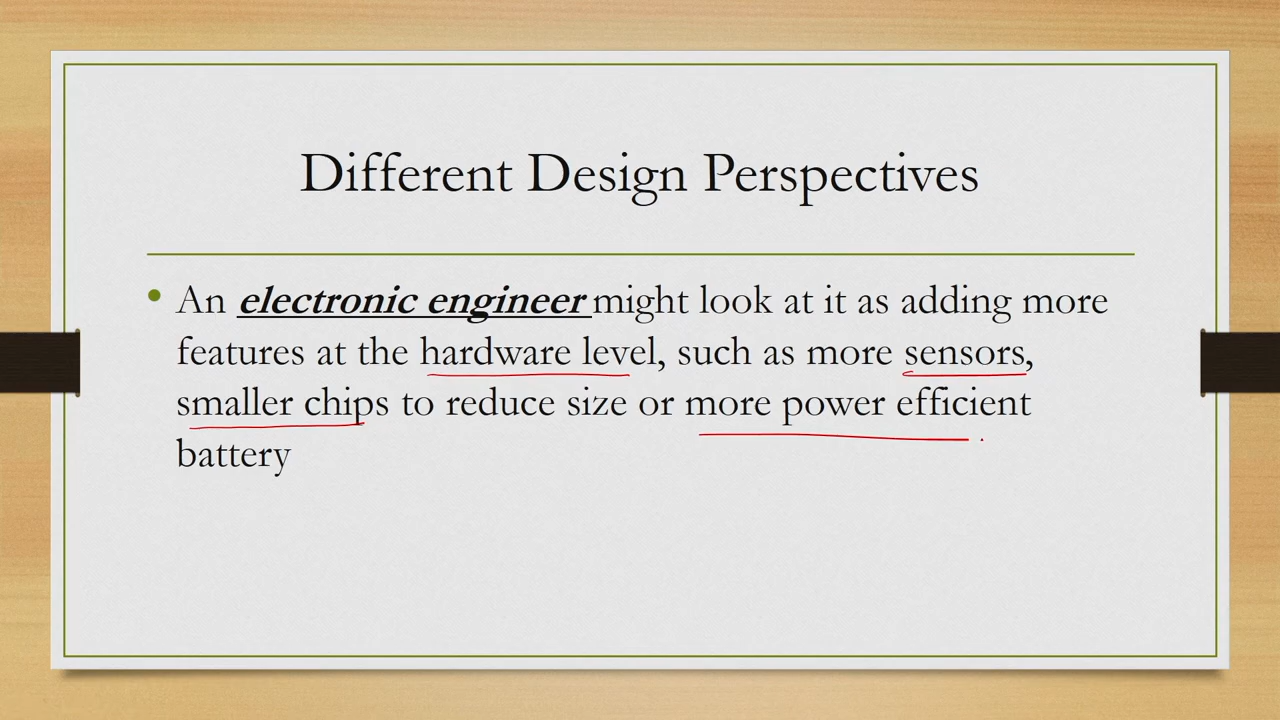 Different Design Perspectives
• An electronic engineer might look at it as adding more
features at the hardware level, such as more sensors,
smaller chips to reduce size or more power efficient
battery